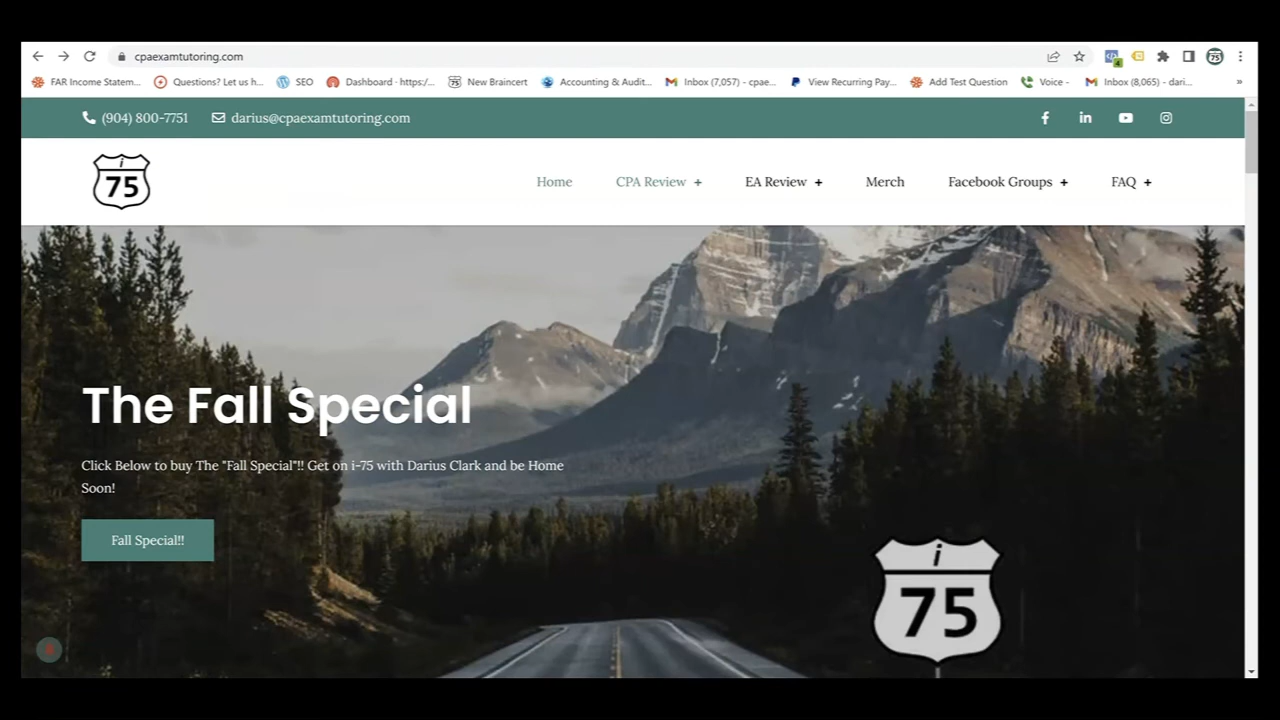 cpaexamtutoring.com
FAR Income Statem... Questions? Let us h... SEO Dashboard · https:/... New Braincert Accounting & Audit... Inbox (7,057) - cpae... View Recurring Pay... Add Test Question Voice - Inbox (8,065) - dari... »
(904) 800-7751 darius@cpaexamtutoring.com
i
75
Home CPA Review + EA Review + Merch Facebook Groups + FAQ +
The Fall Special
Click Below to buy The "Fall Special"!! Get on i-75 with Darius Clark and be Home
Soon!
Fall Special!!
i
75